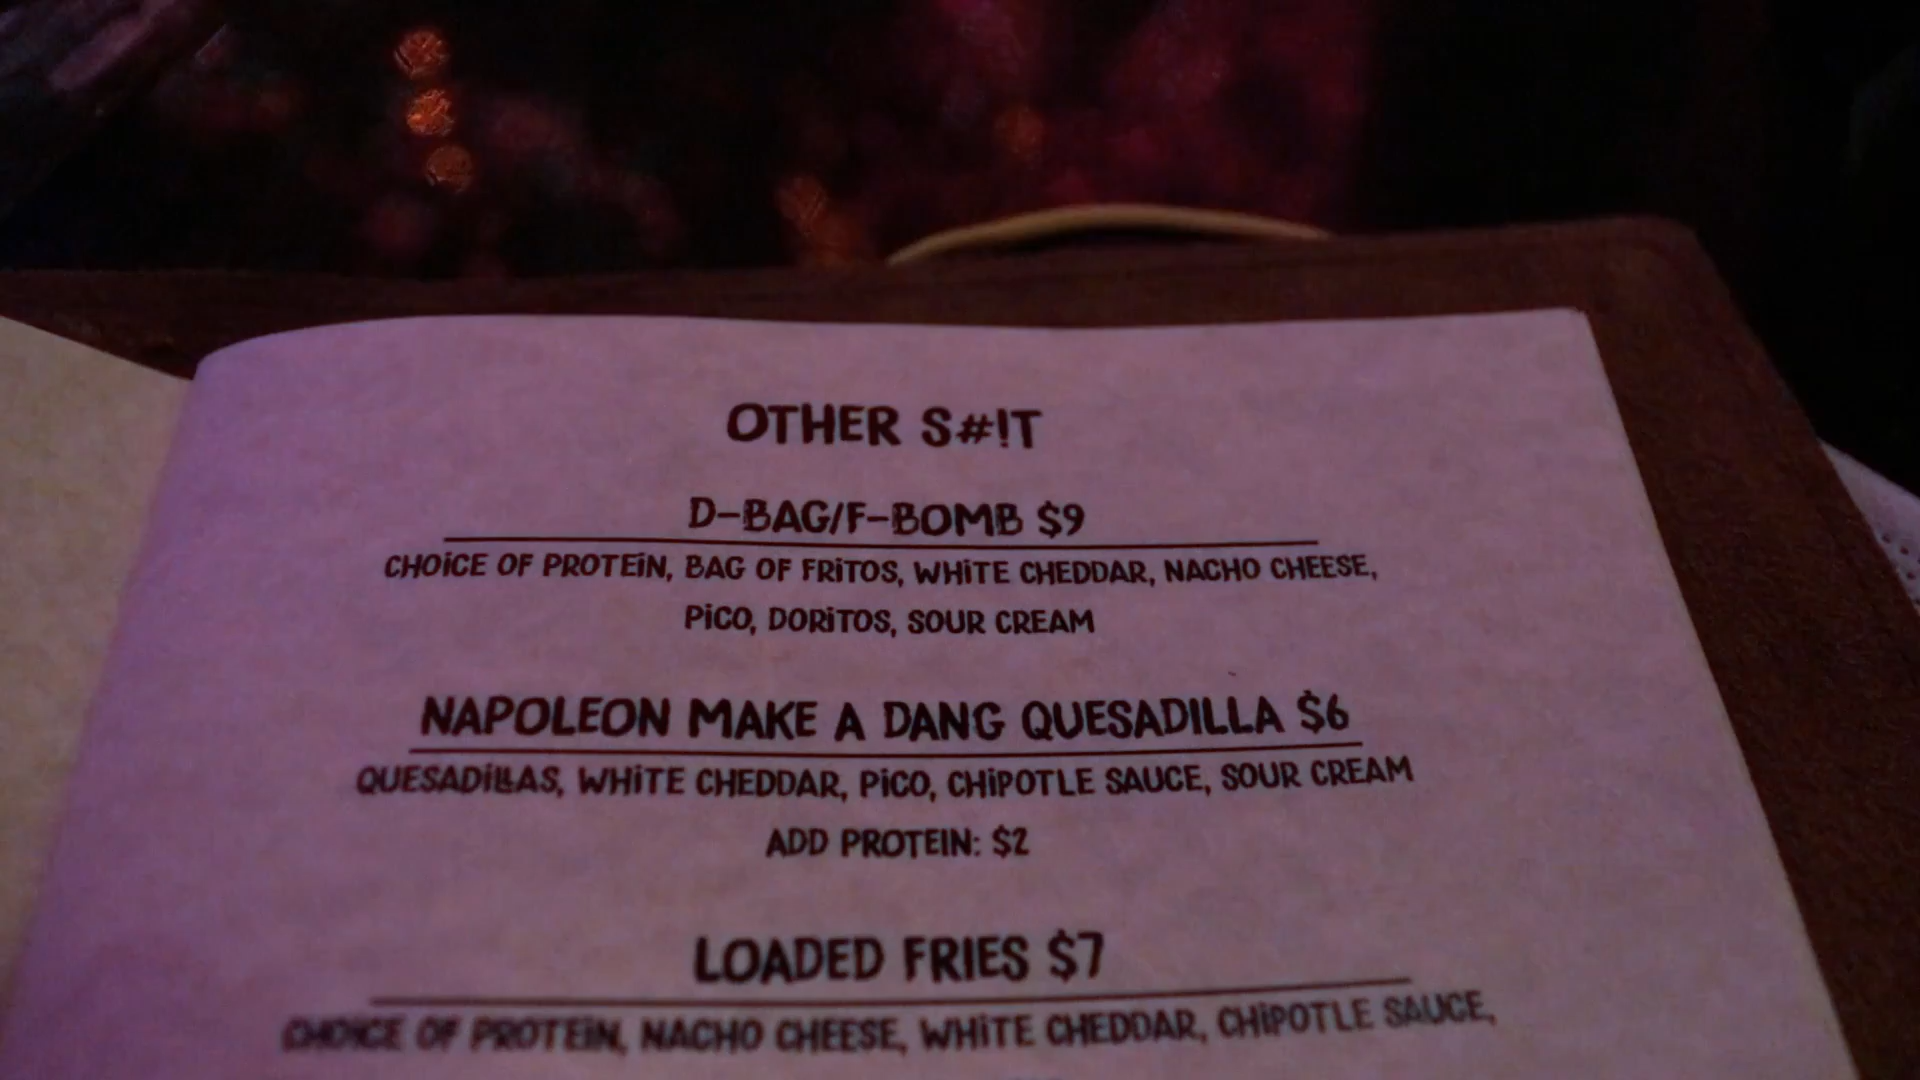 OTHER S#!T
D-BAG/F-BOMB $9
CHOICE OF PROTEIN, BAG OF FRITOS, WHITE CHEDDAR, NACHO CHEESE,
PICO, DORITOS, SOUR CREAM
NAPOLEON MAKE A DANG QUESADILLA $6
QUESADILLAS, WHITE CHEDDAR, PICO, CHIPOTLE SAUCE, SOUR CREAM
ADD PROTEIN: $2
LOADED FRIES $7
CHOICE OF PROTEIN, NACHO CHEESE, WHITE CHEDDAR, CHIPOTLE SAUCE,